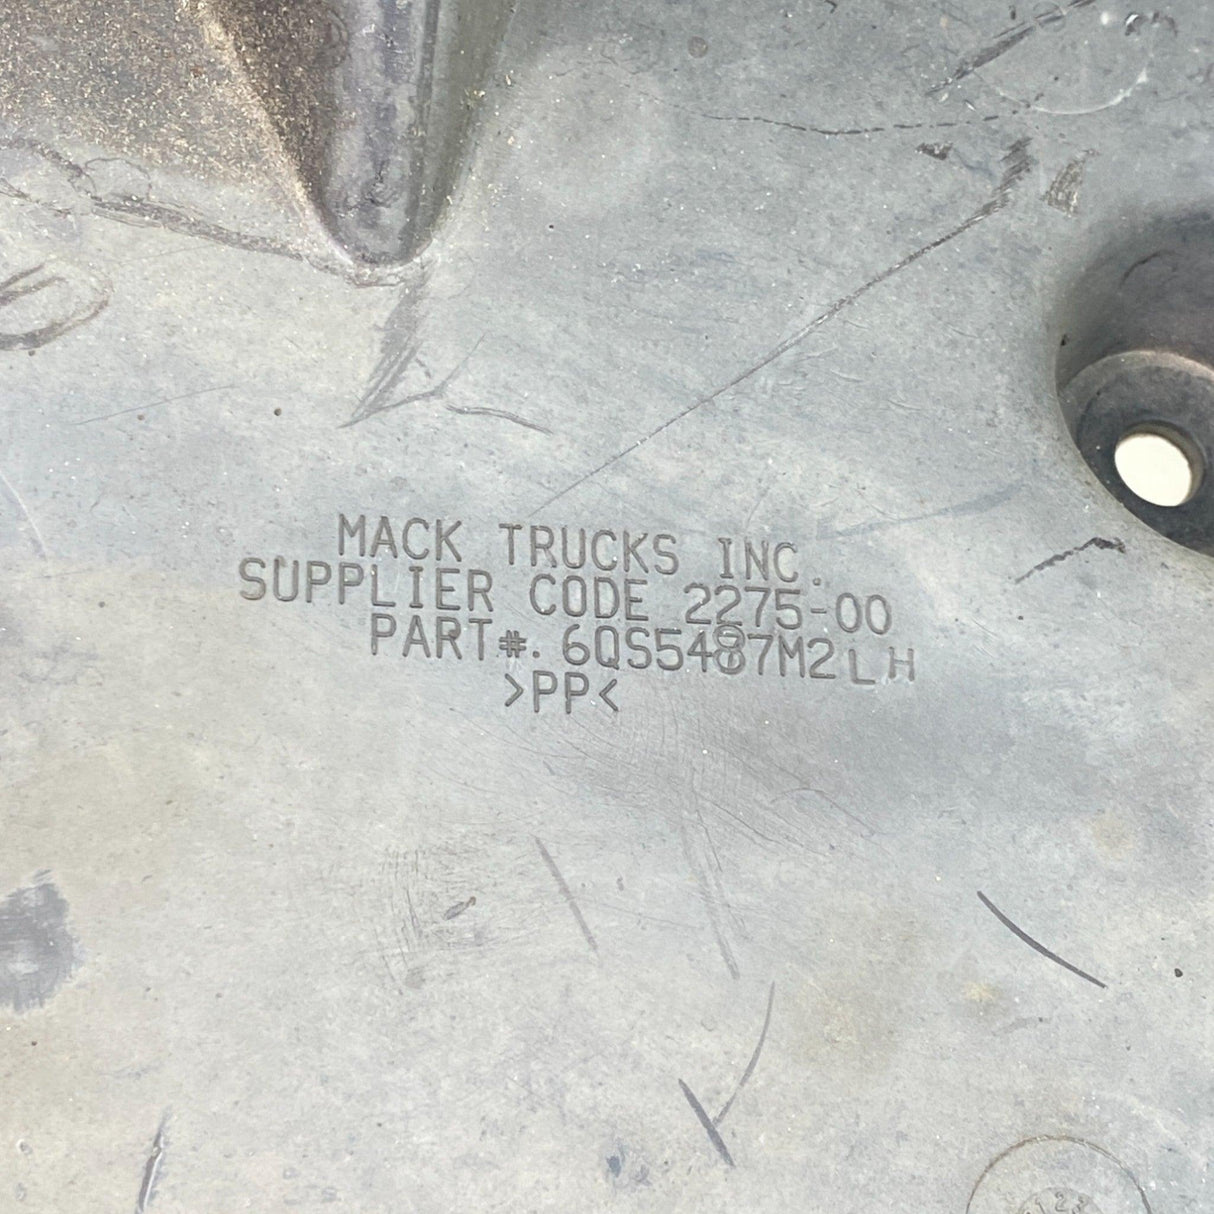 MACK TRUCKS INC.
SUPPLIER CODE 2275-00
PART#. 6QS5487M2LH
>PP<